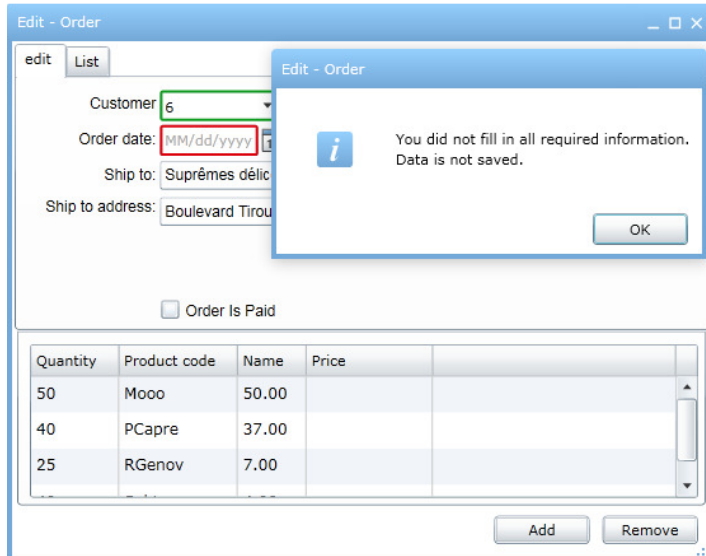 Edit - Order
edit List
Edit - Order
Customer 6
Order date: MM/dd/yyyy
You did not fill in all required information.
Data is not saved.
Ship to: Suprêmes délic
Ship to address: Boulevard Tirou
OK
Order Is Paid
Quantity Product code Name Price
50 Mooo 50.00
40 PCapre 37.00
25 RGenov 7.00
Add Remove